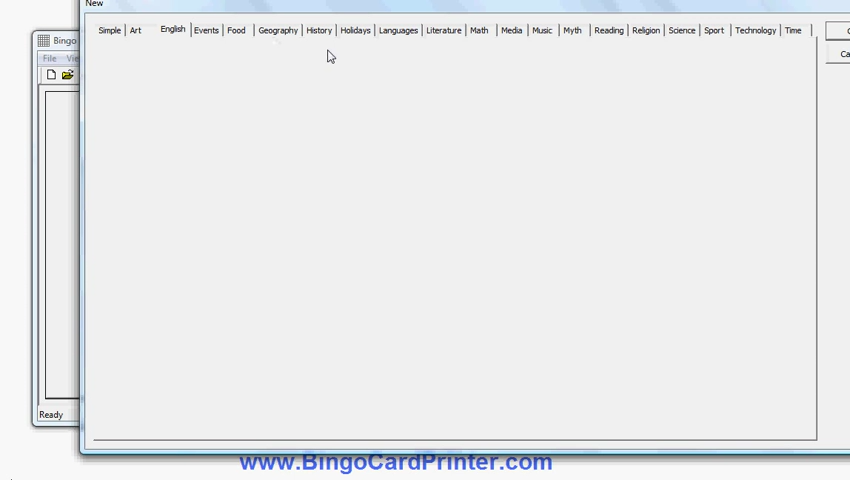 New
Simple Art English Events Food Geography History Holidays Languages Literature Math Media Music Myth Reading Religion Science Sport Technology Time
Bingo
File
Ready
www.BingoCardPrinter.com